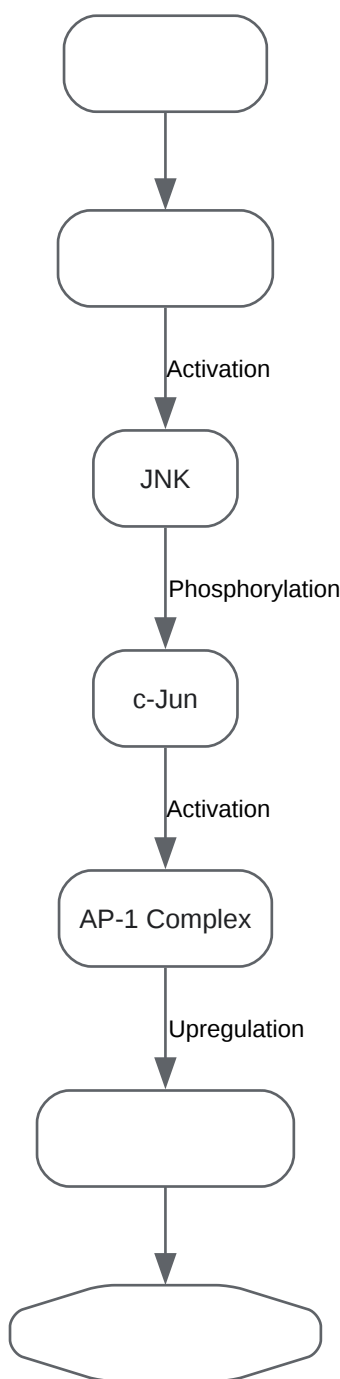 Activation
JNK
Phosphorylation
c-Jun
Activation
AP-1 Complex
Upregulation